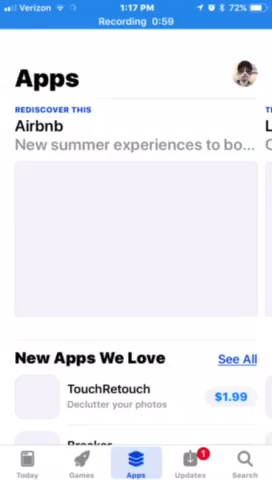 Verizon 1:17 PM 72%
Recording 0:59
Apps
REDISCOVER THIS
Airbnb
New summer experiences to bo...
New Apps We Love See All
TouchRetouch
Declutter your photos
$1.99
1
Today Games Apps Updates Search